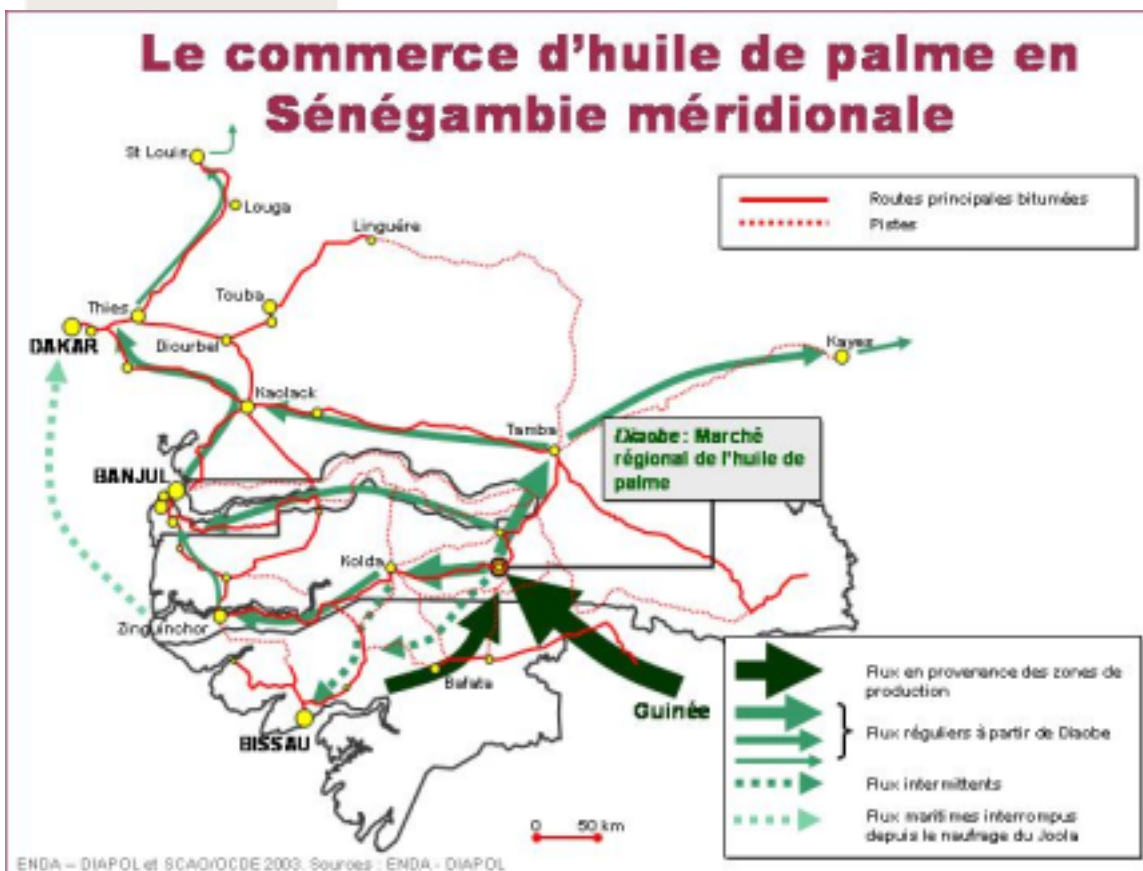 Le commerce d'huile de palme en
Sénégambie méridionale
St Louis
Louga
Linguére
Routes principales bitumées
Pistes
Touba
Thies
DAKAR
Diourbel
Kayes
Kaolack
Tamba
Diaobe : Marché
régional de l'huile de
palme
BANJUL
Kolda
Ziguinchor
Bafata
Guinée
BISSAU
Flux en provenance des zones de
production
Flux réguliers à partir de Diaobe
Flux intermittents
Flux maritimes interrompus
depuis le naufrage du Joola
0 50 km
ENDA – DIAPOL et SCAO/OCDE 2003. Sources : ENDA - DIAPOL